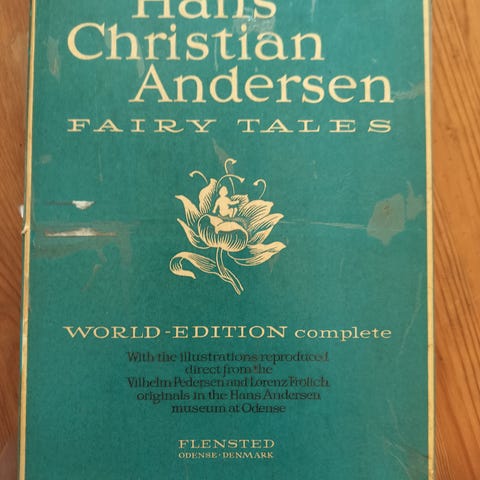 Hans
Christian
Andersen
FAIRY TALES
WORLD-EDITION complete
With the illustrations reproduced
direct from the
Vilhelm Pedersen and Lorenz Frölich
originals in the Hans Andersen
museum at Odense
FLENSTED
ODENSE · DENMARK